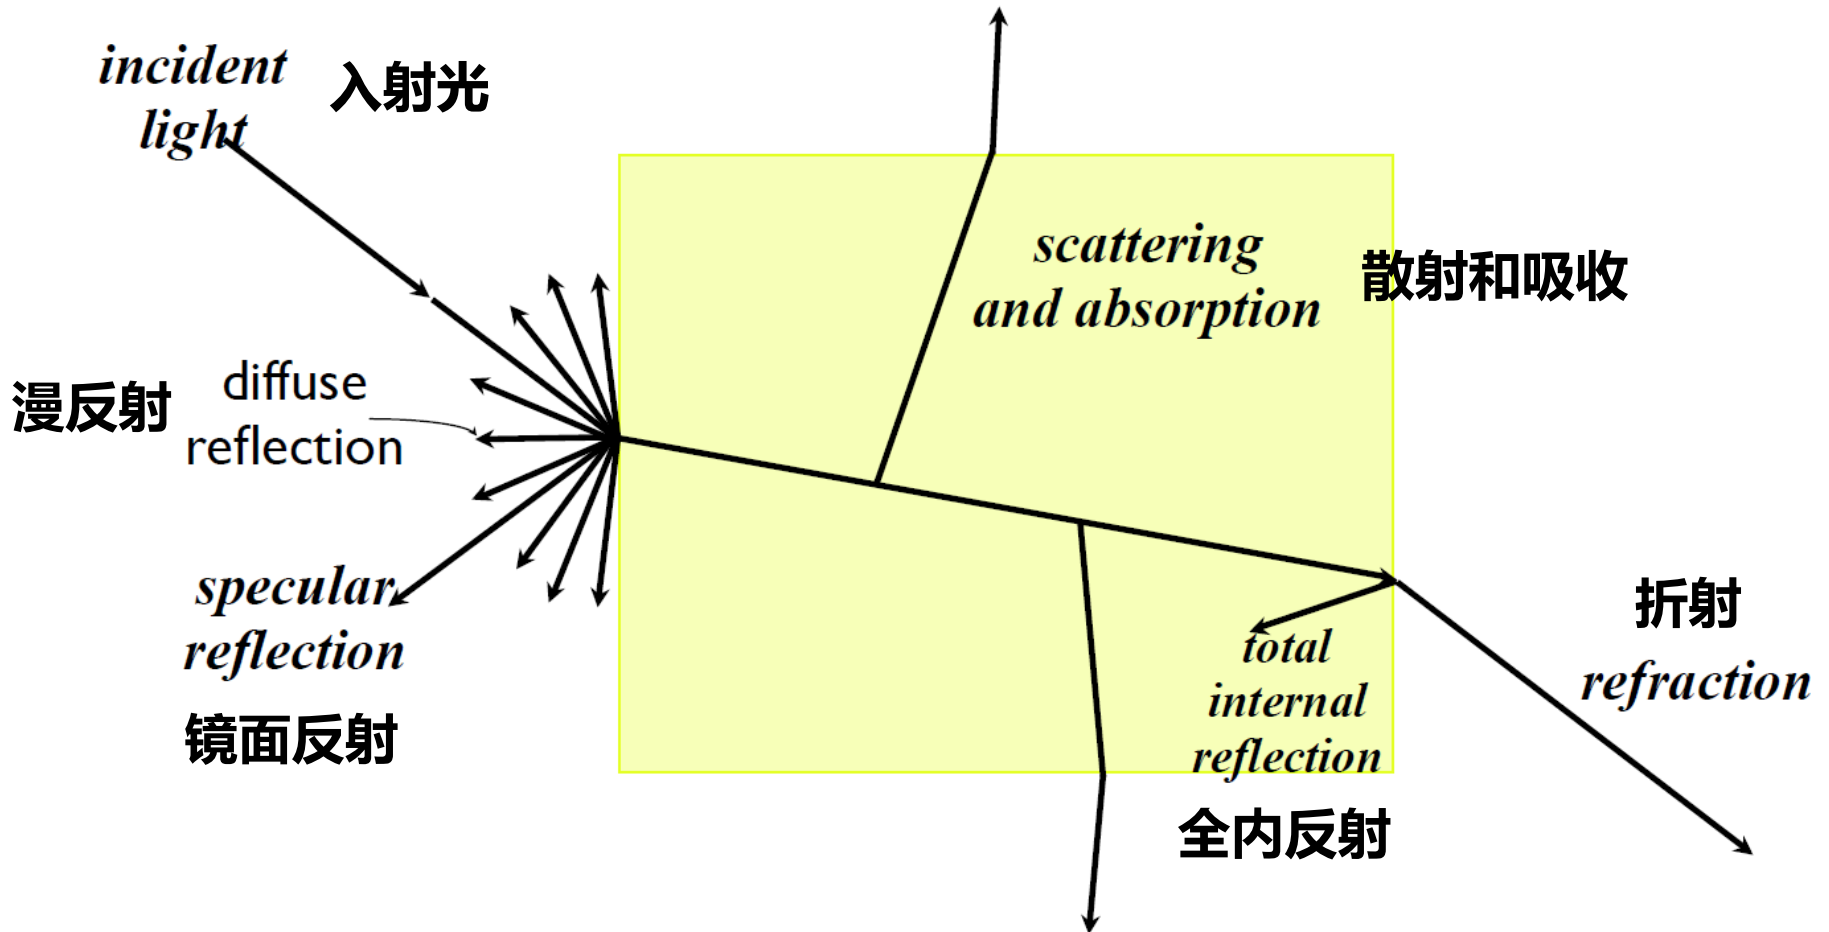 incident
light
入射光
scattering
and absorption
散射和吸收
漫反射
diffuse
reflection
specular
reflection
镜面反射
total
internal
reflection
全内反射
折射
refraction